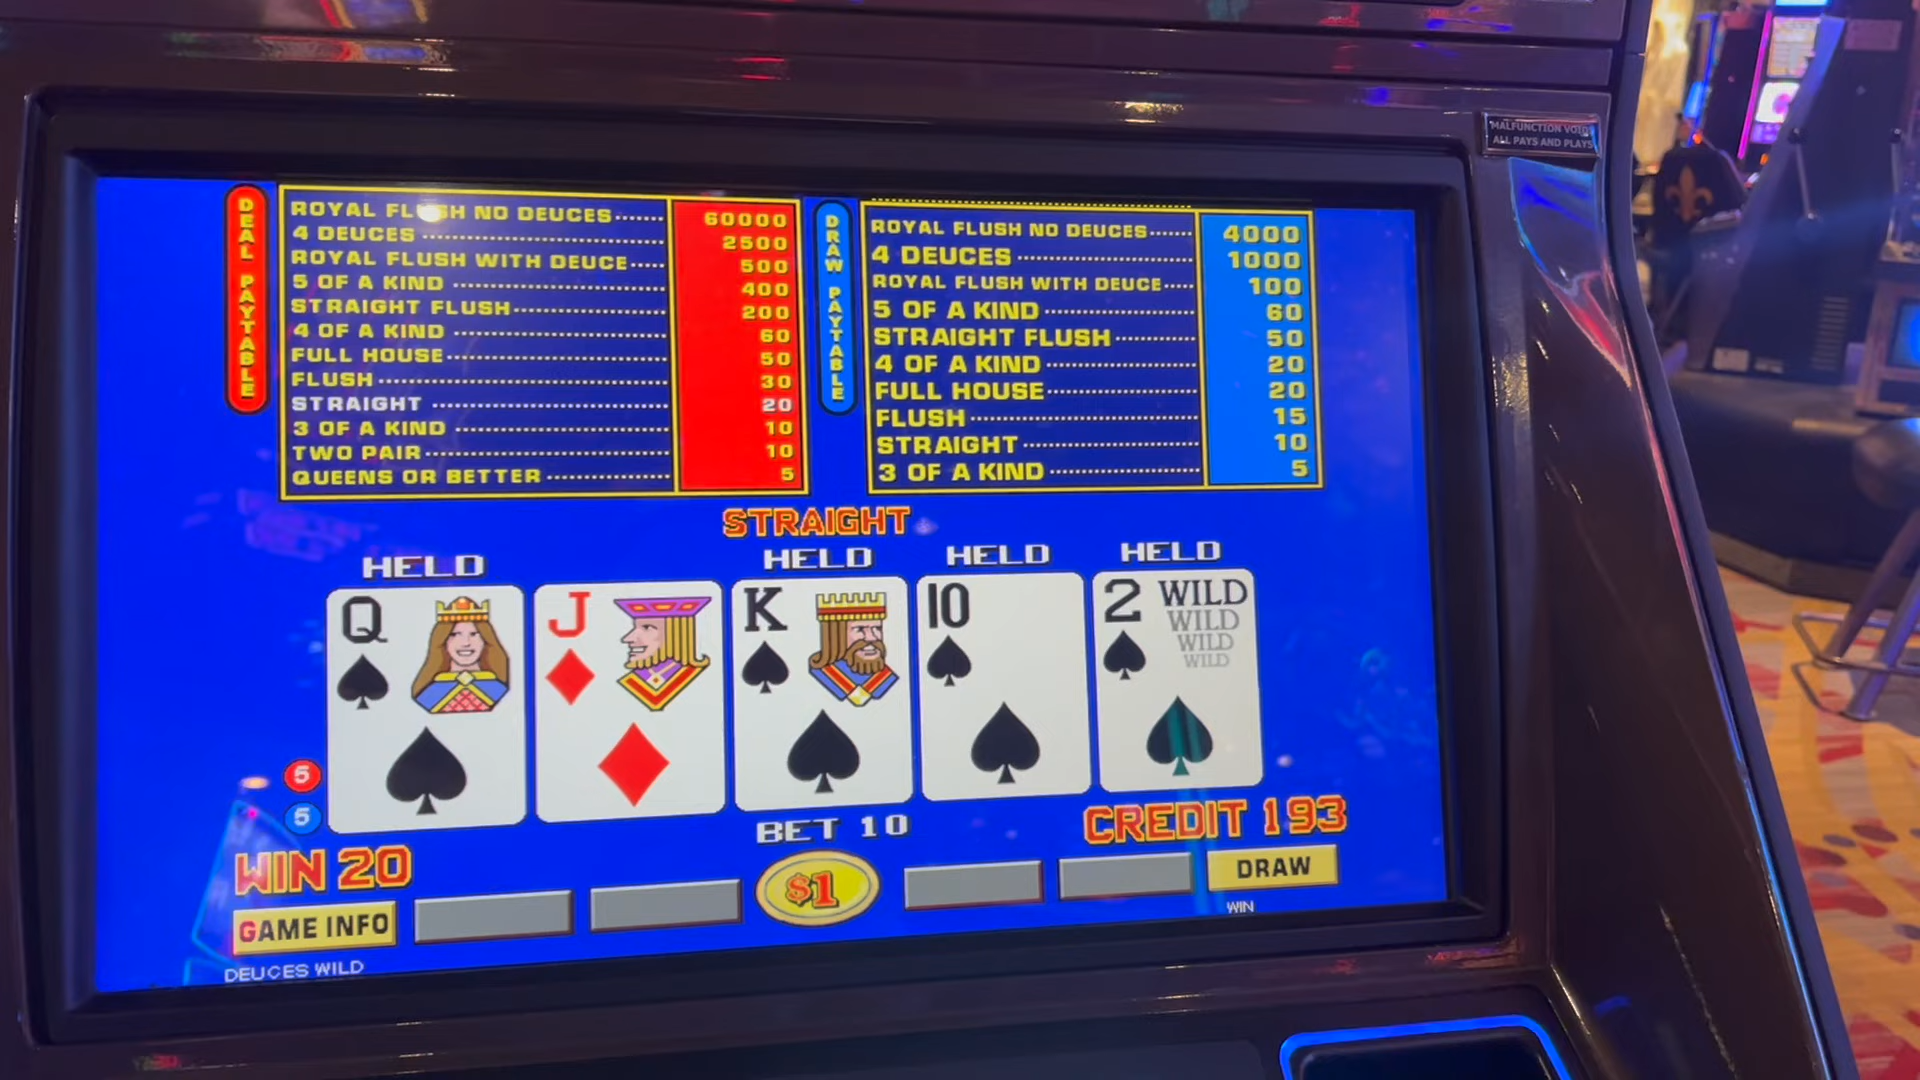 MALFUNCTION VOIDS
ALL PAYS AND PLAYS
DEAL PAYTABLE
ROYAL FLUSH NO DEUCES 60000
4 DEUCES 2500
ROYAL FLUSH WITH DEUCE 500
5 OF A KIND 400
STRAIGHT FLUSH 200
4 OF A KIND 60
FULL HOUSE 50
FLUSH 30
STRAIGHT 20
3 OF A KIND 10
TWO PAIR 10
QUEENS OR BETTER 5
DRAW PAYTABLE
ROYAL FLUSH NO DEUCES 4000
4 DEUCES 1000
ROYAL FLUSH WITH DEUCE 100
5 OF A KIND 60
STRAIGHT FLUSH 50
4 OF A KIND 20
FULL HOUSE 20
FLUSH 15
STRAIGHT 10
3 OF A KIND 5
STRAIGHT
HELD HELD HELD HELD
Q J K 10 2 WILD
WILD
WILD
WILD
5
5
BET 10
CREDIT 193
WIN 20
$1
DRAW
GAME INFO
WIN
DEUCES WILD